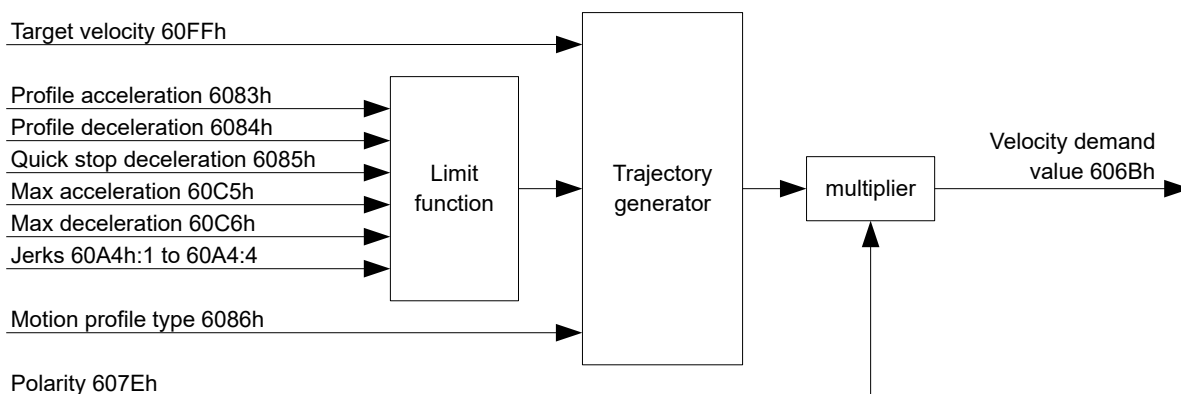 Target velocity 60FFh
Profile acceleration 6083h
Profile deceleration 6084h
Quick stop deceleration 6085h
Max acceleration 60C5h
Max deceleration 60C6h
Jerks 60A4h:1 to 60A4:4
Limit
function
Trajectory
generator
multiplier
Velocity demand
value 606Bh
Motion profile type 6086h
Polarity 607Eh